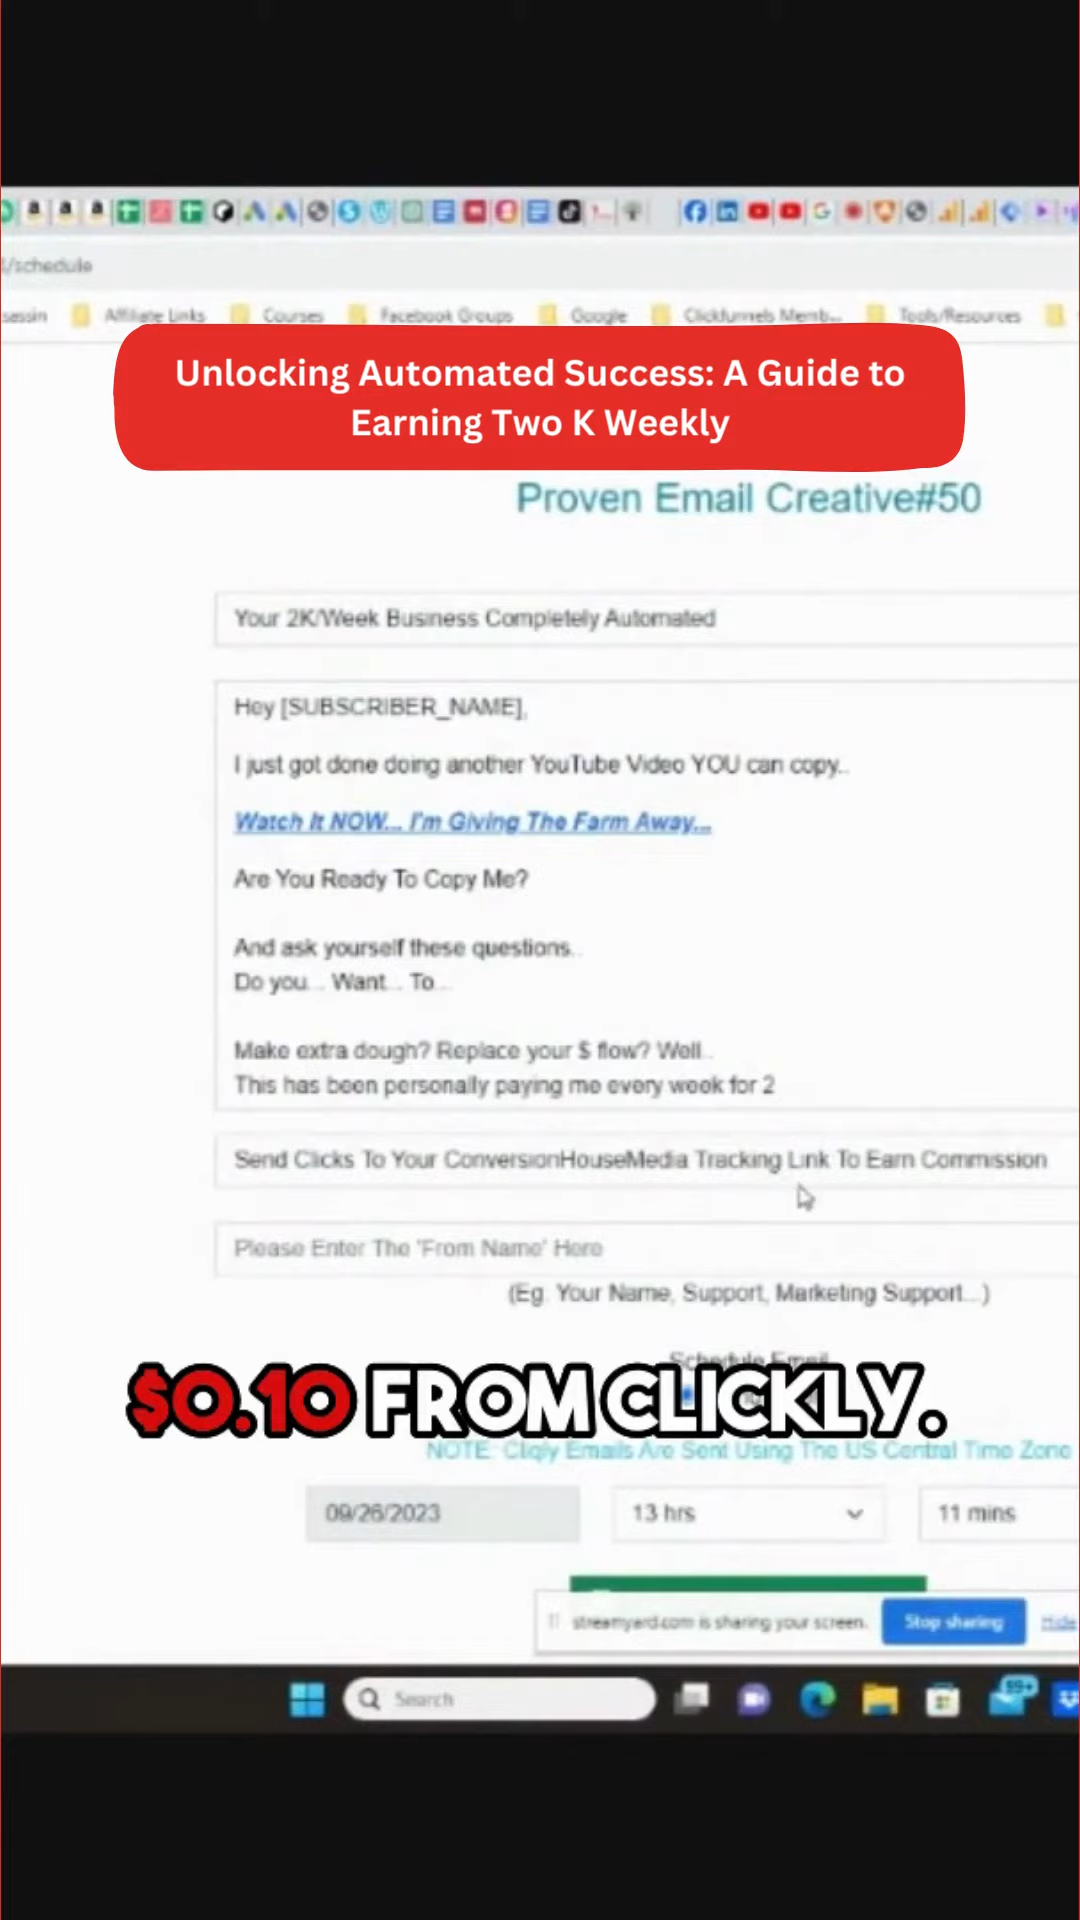 /schedule
Affiliate Links
Courses
Facebook Groups
Google
Clickfunnels Memb...
Tools/Resources
Unlocking Automated Success: A Guide to
Earning Two K Weekly
Proven Email Creative#50
Your 2K/Week Business Completely Automated
Hey [SUBSCRIBER_NAME],
I just got done doing another YouTube Video YOU can copy..
Watch It NOW... I'm Giving The Farm Away...
Are You Ready To Copy Me?
And ask yourself these questions..
Do you... Want... To...
Make extra dough? Replace your $ flow? Well..
This has been personally paying me every week for 2
Send Clicks To Your ConversionHouseMedia Tracking Link To Earn Commission
Please Enter The 'From Name' Here
(Eg. Your Name, Support, Marketing Support...)
Schedule Email
$0.10 FROM CLICKLY.
NOTE: Cliqly Emails Are Sent Using The US Central Time Zone
09/26/2023
13 hrs
11 mins
streamyard.com is sharing your screen.
Stop sharing
Hide
Search
99+